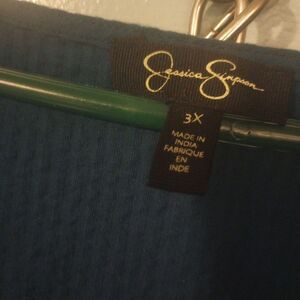 Jessica Simpson
3X
MADE IN
INDIA
FABRIQUE
EN
INDE